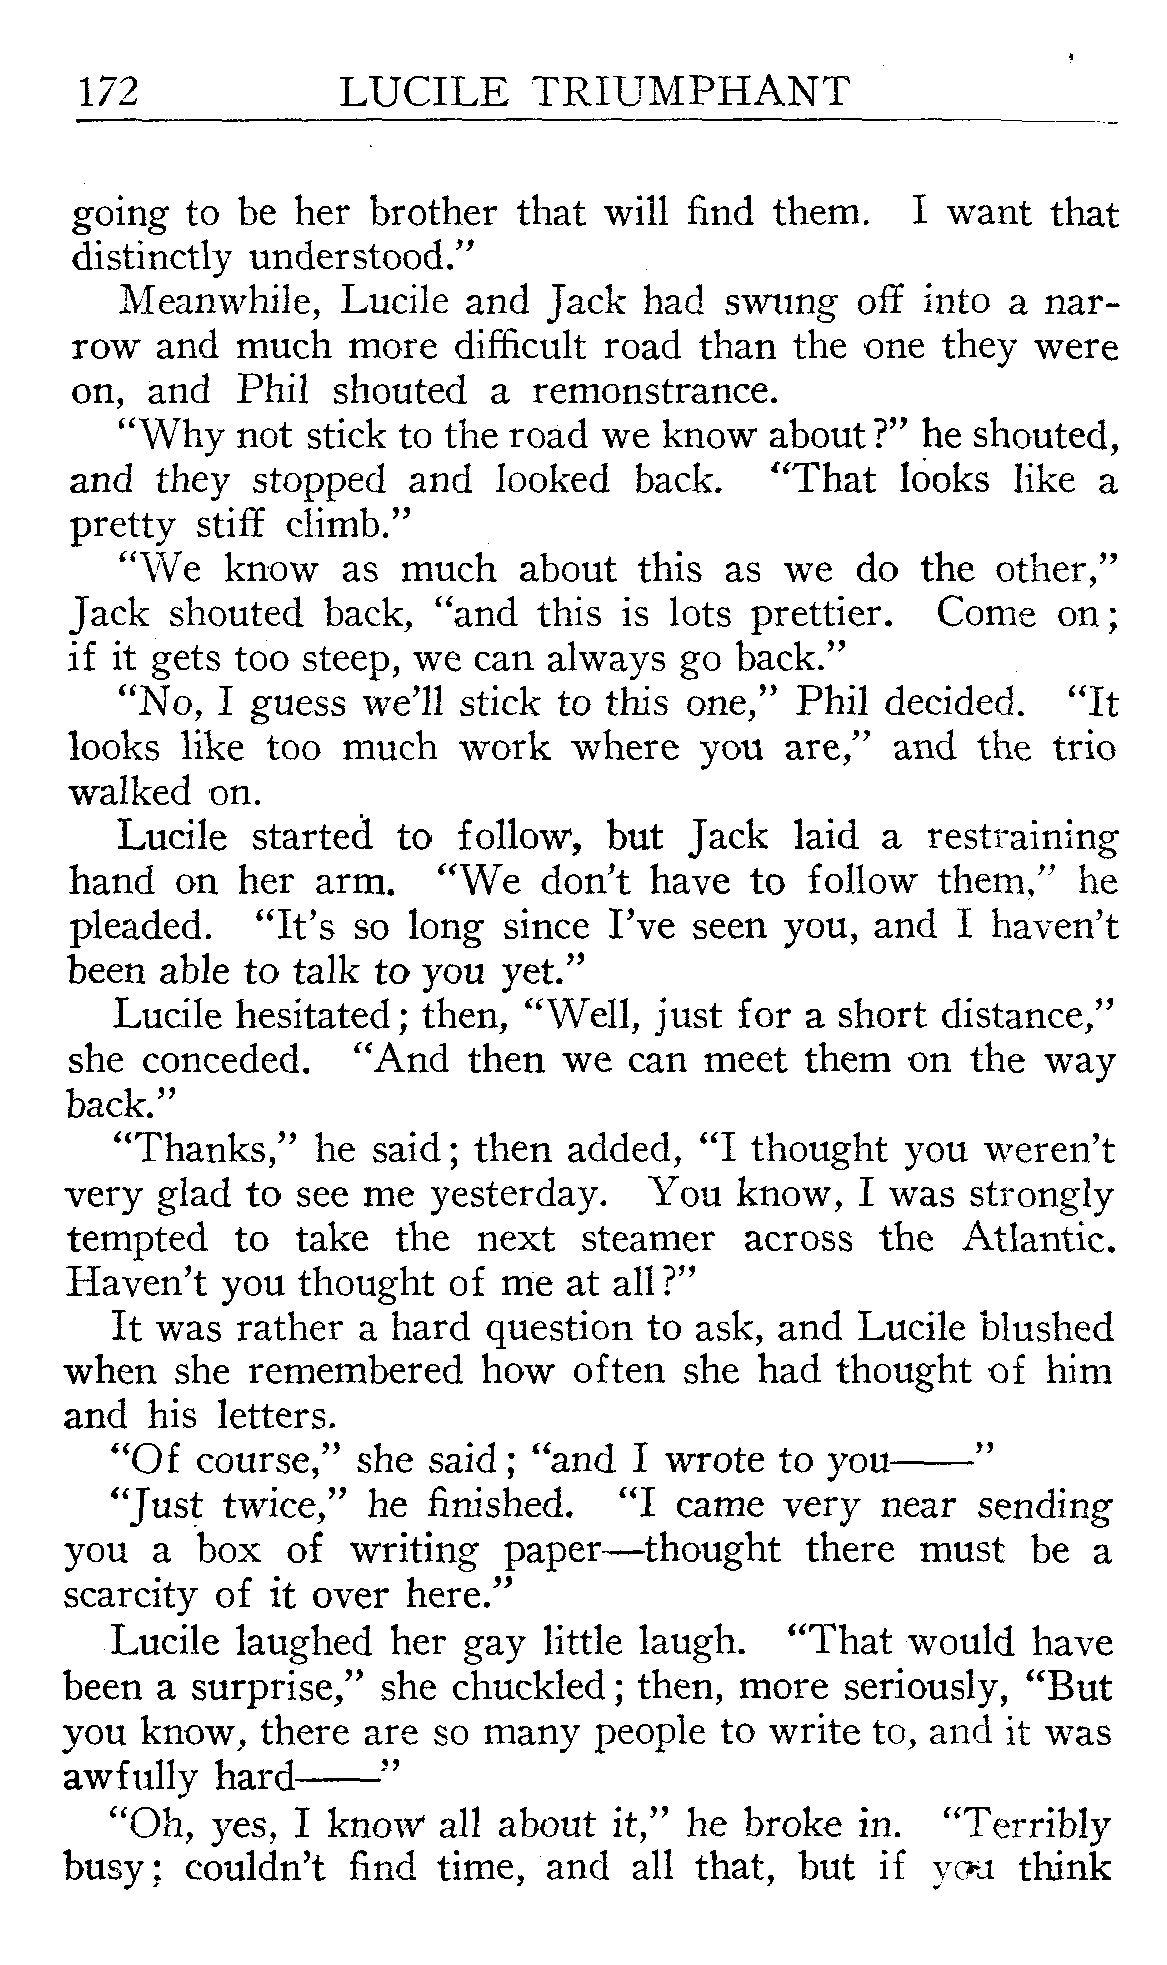 172 LUCILE TRIUMPHANT
going to be her brother that will find them. I want that
distinctly understood.”
Meanwhile, Lucile and Jack had swung off into a nar-
row and much more difficult road than the one they were
on, and Phil shouted a remonstrance.
“Why not stick to the road we know about?” he shouted,
and they stopped and looked back. “That looks like a
pretty stiff climb.”
“We know as much about this as we do the other,”
Jack shouted back, “and this is lots prettier. Come on;
if it gets too steep, we can always go back.”
“No, I guess we’ll stick to this one,” Phil decided. “It
looks like too much work where you are,” and the trio
walked on.
Lucile started to follow, but Jack laid a restraining
hand on her arm. “We don’t have to follow them,” he
pleaded. “It’s so long since I’ve seen you, and I haven’t
been able to talk to you yet.”
Lucile hesitated; then, “Well, just for a short distance,”
she conceded. “And then we can meet them on the way
back.”
“Thanks,” he said; then added, “I thought you weren’t
very glad to see me yesterday. You know, I was strongly
tempted to take the next steamer across the Atlantic.
Haven’t you thought of me at all?”
It was rather a hard question to ask, and Lucile blushed
when she remembered how often she had thought of him
and his letters.
“Of course,” she said; “and I wrote to you——”
“Just twice,” he finished. “I came very near sending
you a box of writing paper—thought there must be a
scarcity of it over here.”
Lucile laughed her gay little laugh. “That would have
been a surprise,” she chuckled; then, more seriously, “But
you know, there are so many people to write to, and it was
awfully hard——”
“Oh, yes, I know all about it,” he broke in. “Terribly
busy; couldn’t find time, and all that, but if you think